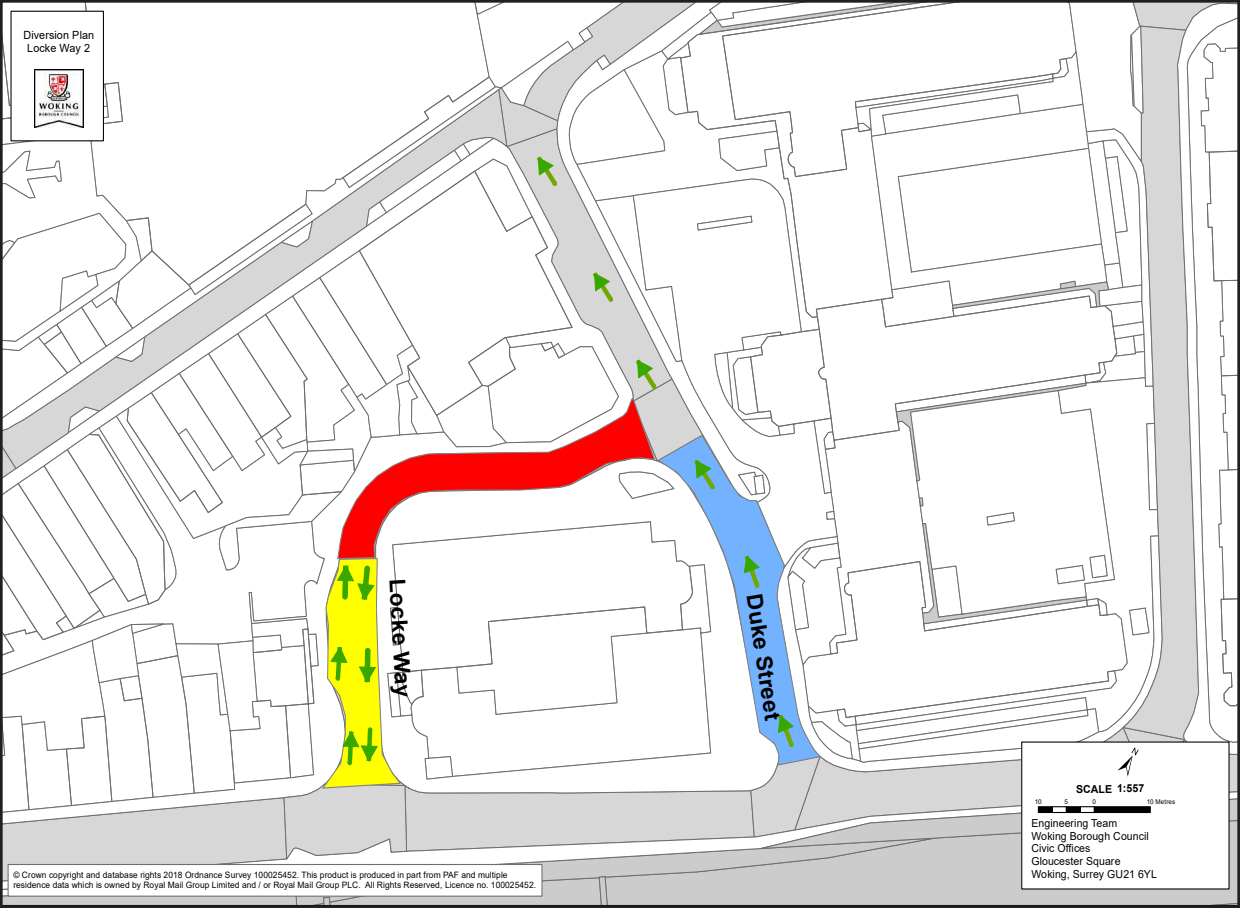 Diversion Plan
Locke Way 2
WOKING
BOROUGH COUNCIL
Locke Way
Duke Street
N
SCALE 1:557
10 5 0 10 Metres
Engineering Team
Woking Borough Council
Civic Offices
Gloucester Square
Woking, Surrey GU21 6YL
© Crown copyright and database rights 2018 Ordnance Survey 100025452. This product is produced in part from PAF and multiple
residence data which is owned by Royal Mail Group Limited and / or Royal Mail Group PLC. All Rights Reserved, Licence no. 100025452.